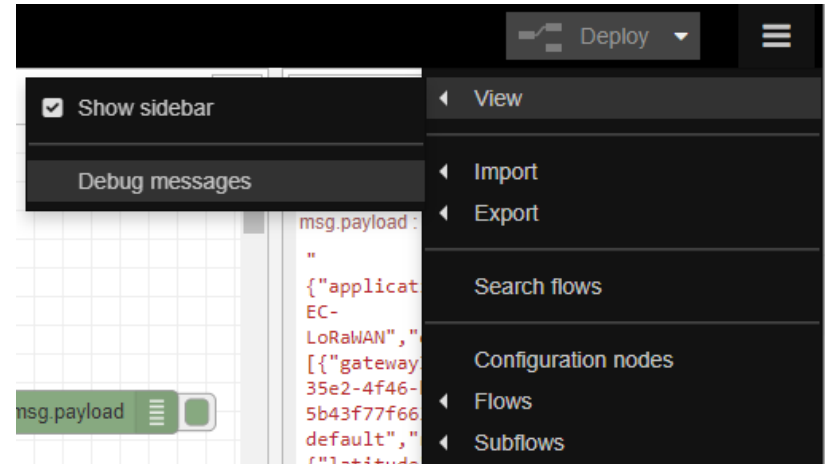 Deploy
Show sidebar
Debug messages
View
Import
Export
Search flows
Configuration nodes
Flows
Subflows
msg.payload :
"
{"applicat
EC-
LoRaWAN","
[{"gateway
35e2-4f46-
5b43f77f66
default","
{"latitude
msg.payload